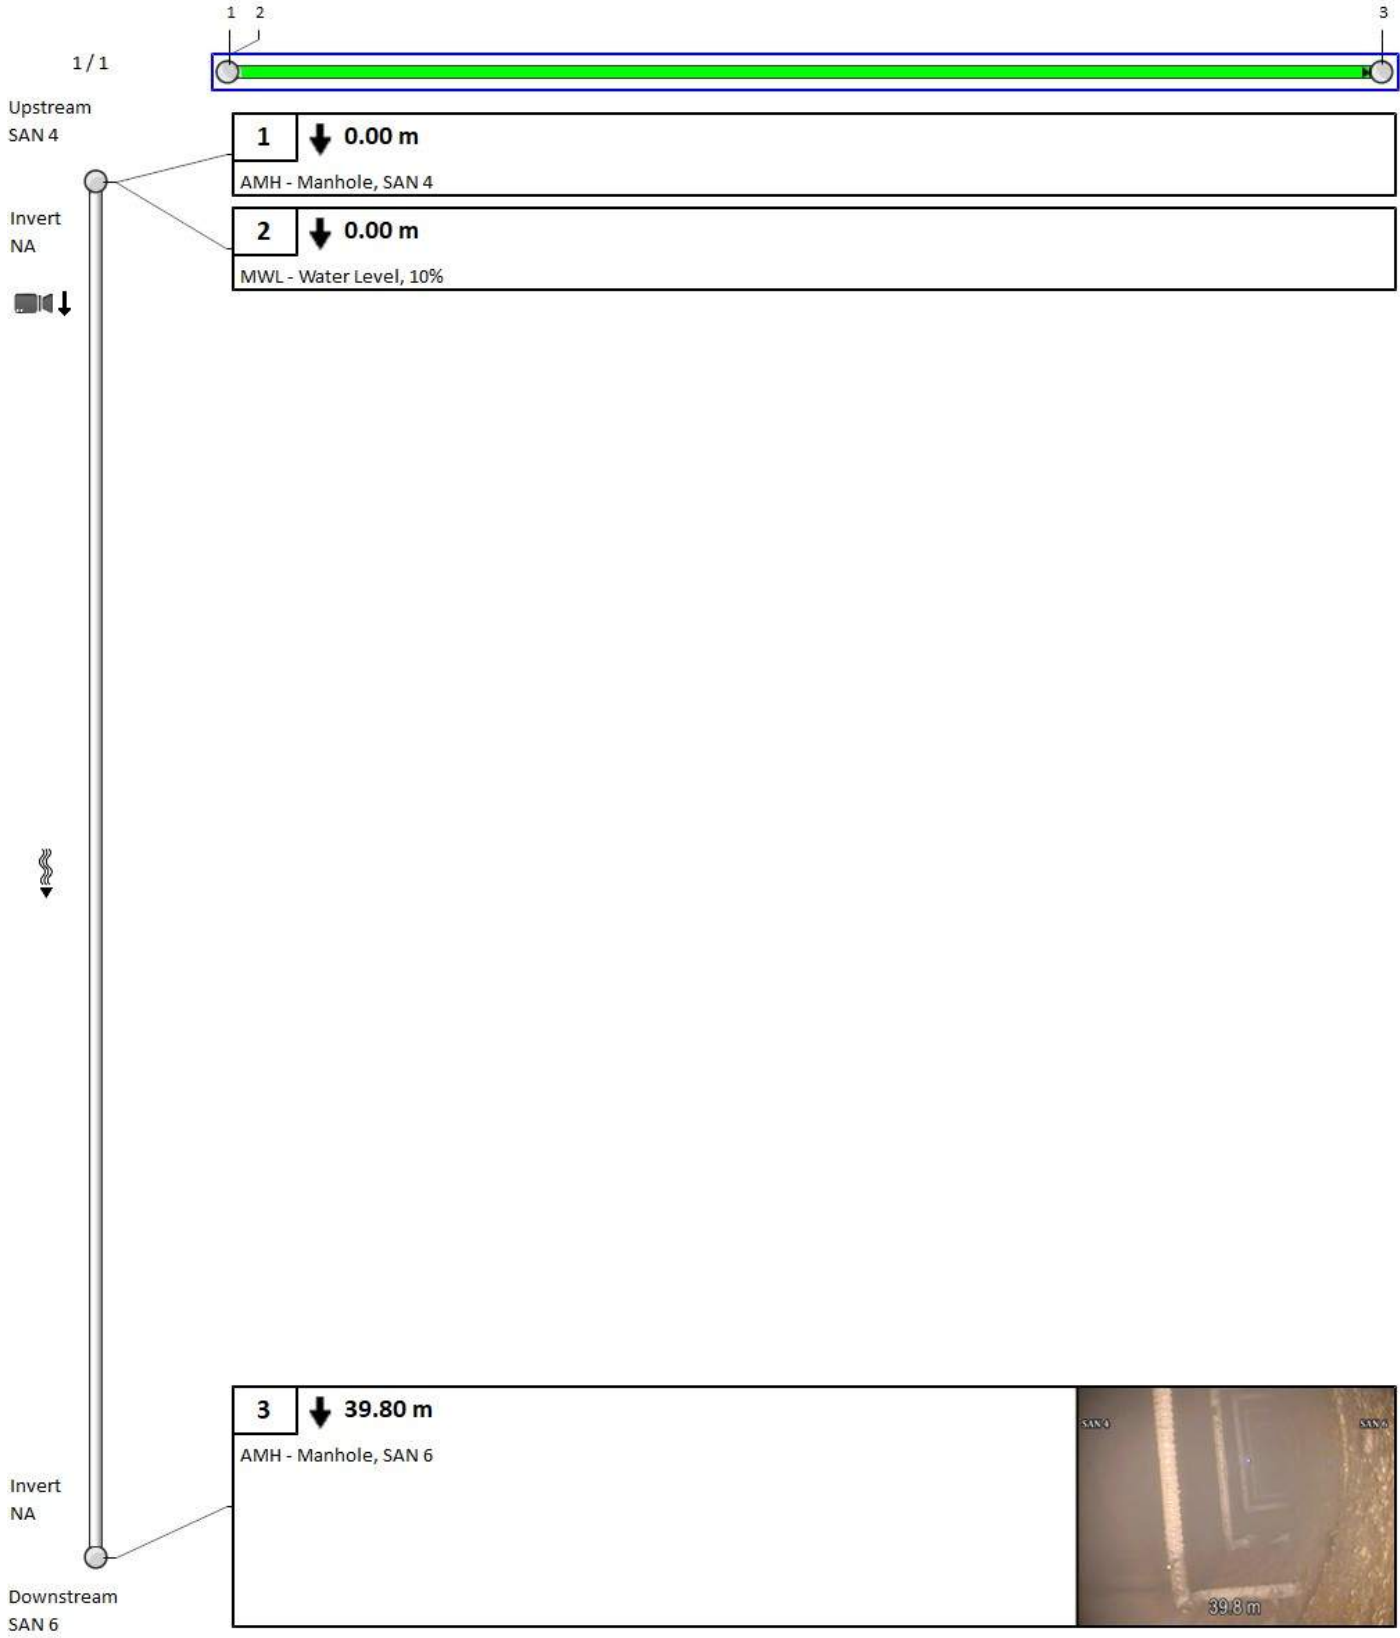 1 2 3
1 / 1
Upstream
SAN 4
1 0.00 m
AMH - Manhole, SAN 4
Invert
NA
2 0.00 m
MWL - Water Level, 10%
3 39.80 m
AMH - Manhole, SAN 6
SAN 4
SAN 6
39.8 m
Invert
NA
Downstream
SAN 6